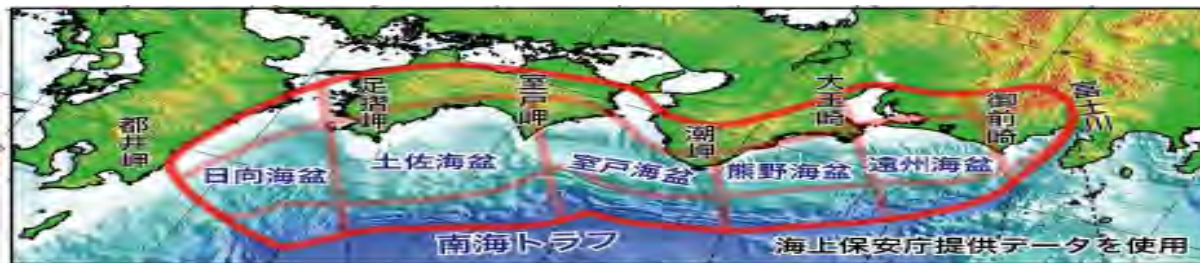 都井岬
足摺岬
室戸岬
潮岬
大王崎
御前崎
富士川
日向海盆
土佐海盆
室戸海盆
熊野海盆
遠州海盆
南海トラフ
海上保安庁提供データを使用